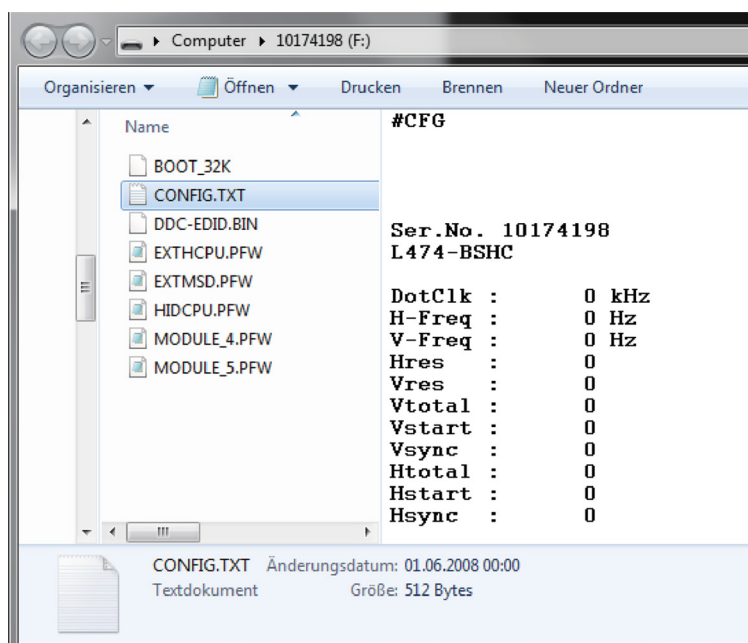 Computer 10174198 (F:)
Organisieren Öffnen Drucken Brennen Neuer Ordner
Name
BOOT_32K
CONFIG.TXT
DDC-EDID.BIN
EXTHCPU.PFW
EXTMSD.PFW
HIDCPU.PFW
MODULE_4.PFW
MODULE_5.PFW
#CFG
Ser.No. 10174198
L474-BSHC
DotClk : 0 kHz
H-Freq : 0 Hz
V-Freq : 0 Hz
Hres : 0
Vres : 0
Vtotal : 0
Vstart : 0
Vsync : 0
Htotal : 0
Hstart : 0
Hsync : 0
CONFIG.TXT Änderungsdatum: 01.06.2008 00:00
Textdokument Größe: 512 Bytes